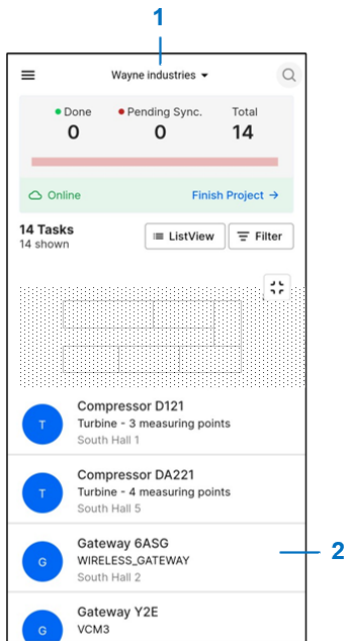 1
Wayne industries
Done
Pending Sync.
Total
0
0
14
Online
Finish Project →
14 Tasks
14 shown
ListView
Filter
T
Compressor D121
Turbine - 3 measuring points
South Hall 1
T
Compressor DA221
Turbine - 4 measuring points
South Hall 5
G
Gateway 6ASG
WIRELESS_GATEWAY
South Hall 2
2
G
Gateway Y2E
VCM3